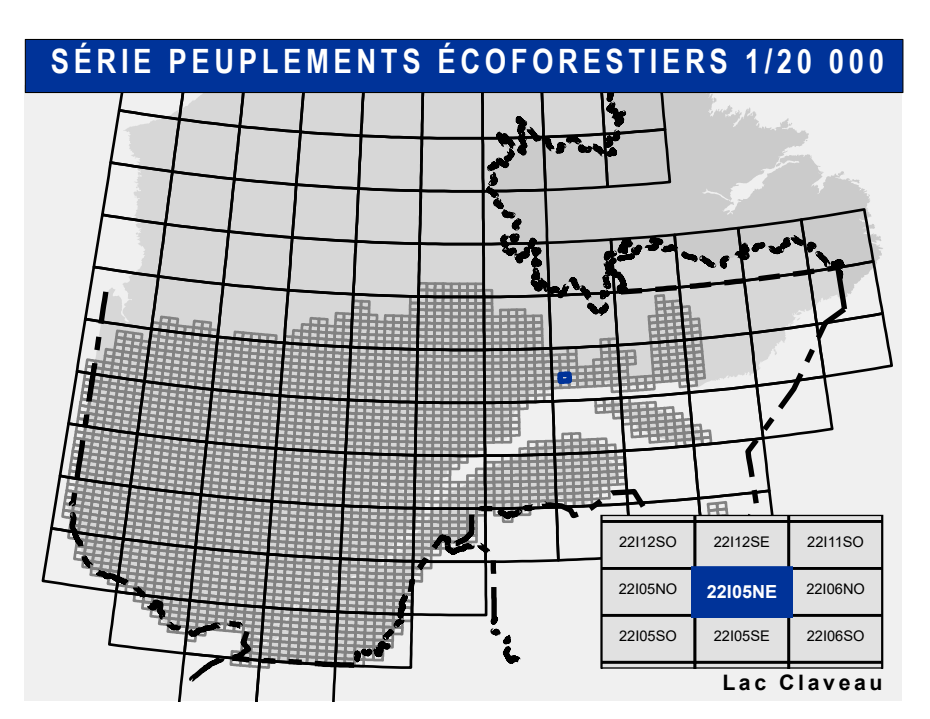 SÉRIE PEUPLEMENTS ÉCOFORESTIERS 1/20 000
22I12SO 22I12SE 22I11SO
22I05NO 22I05NE 22I06NO
22I05SO 22I05SE 22I06SO
Lac Claveau